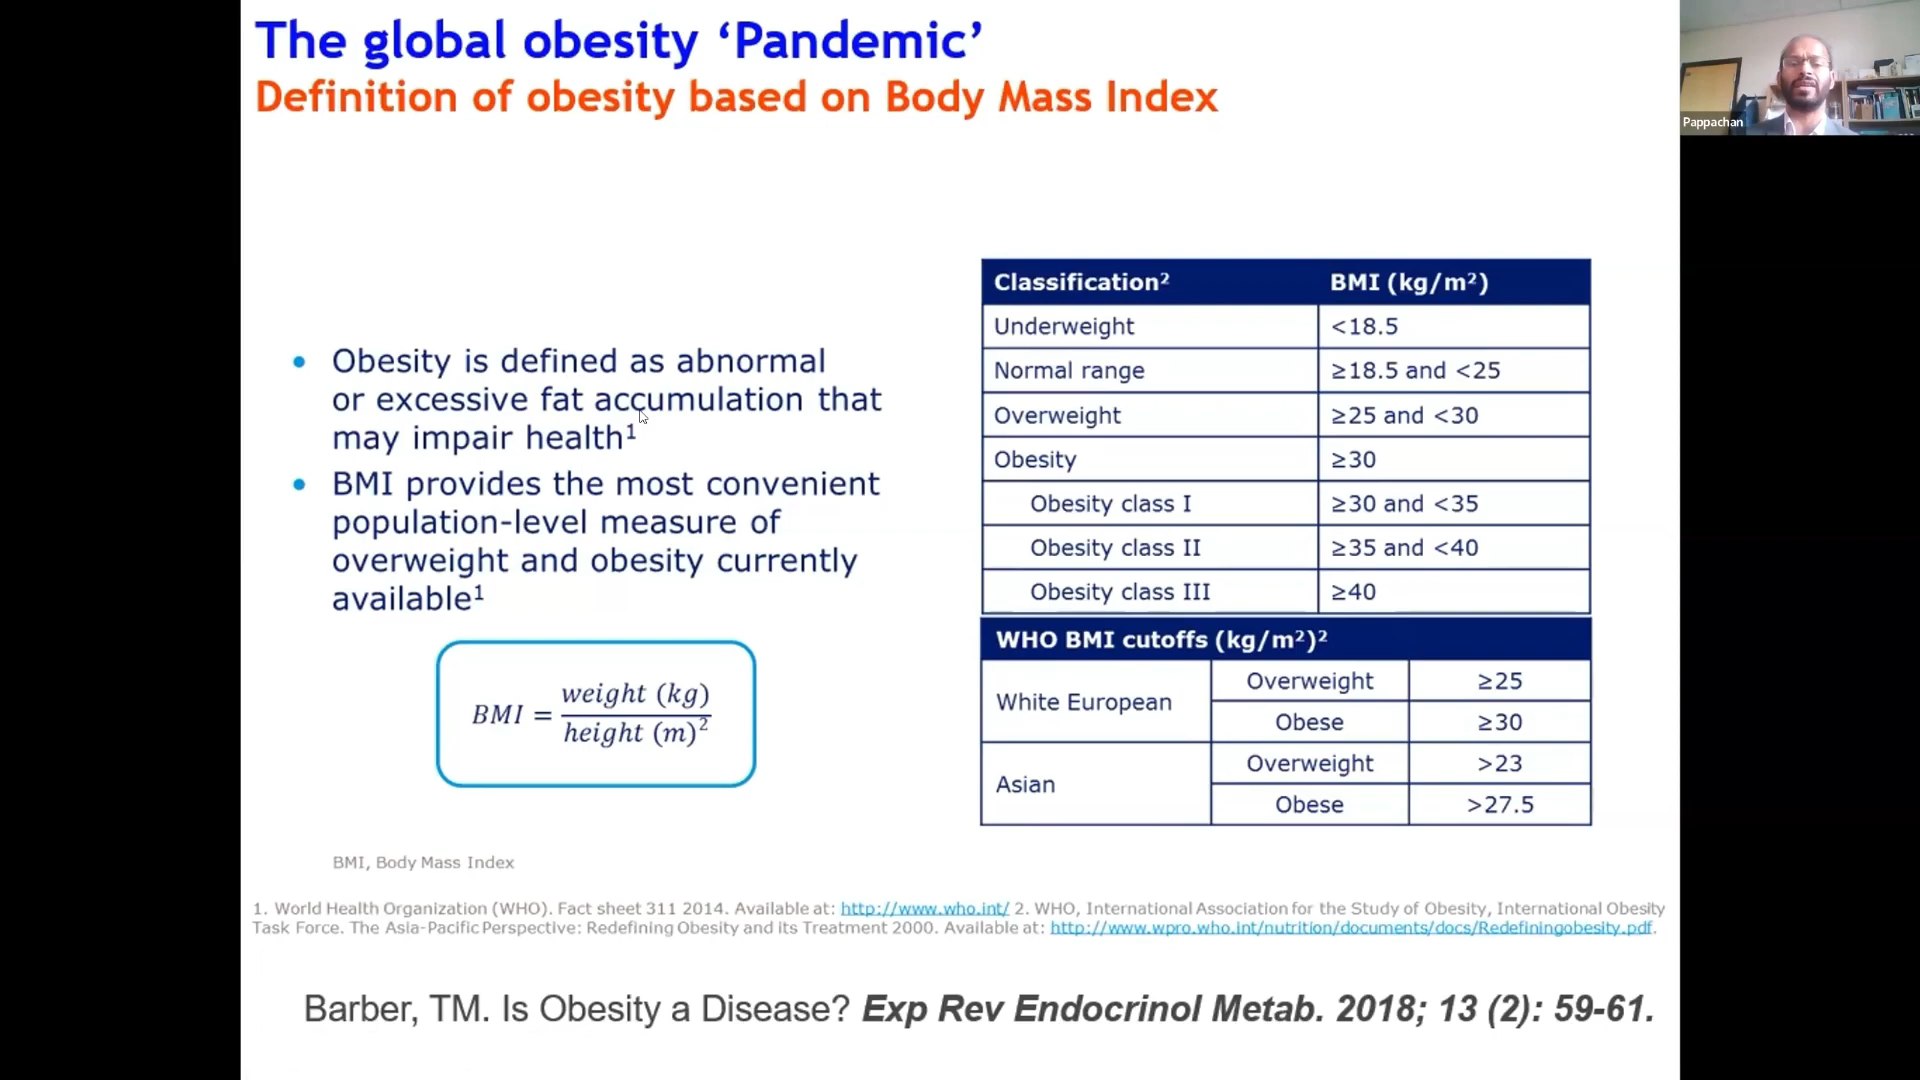 The global obesity ‘Pandemic’
Definition of obesity based on Body Mass Index
Pappachan
• Obesity is defined as abnormal
or excessive fat accumulation that
may impair health¹
• BMI provides the most convenient
population-level measure of
overweight and obesity currently
available¹
BMI = weight (kg) / height (m)²
Classification² BMI (kg/m²)
Underweight <18.5
Normal range ≥18.5 and <25
Overweight ≥25 and <30
Obesity ≥30
Obesity class I ≥30 and <35
Obesity class II ≥35 and <40
Obesity class III ≥40
WHO BMI cutoffs (kg/m²)²
White European
Overweight ≥25
Obese ≥30
Asian
Overweight >23
Obese >27.5
BMI, Body Mass Index
1. World Health Organization (WHO). Fact sheet 311 2014. Available at: http://www.who.int/ 2. WHO, International Association for the Study of Obesity, International Obesity
Task Force. The Asia-Pacific Perspective: Redefining Obesity and its Treatment 2000. Available at: http://www.wpro.who.int/nutrition/documents/docs/Redefiningobesity.pdf.
Barber, TM. Is Obesity a Disease? Exp Rev Endocrinol Metab. 2018; 13 (2): 59-61.